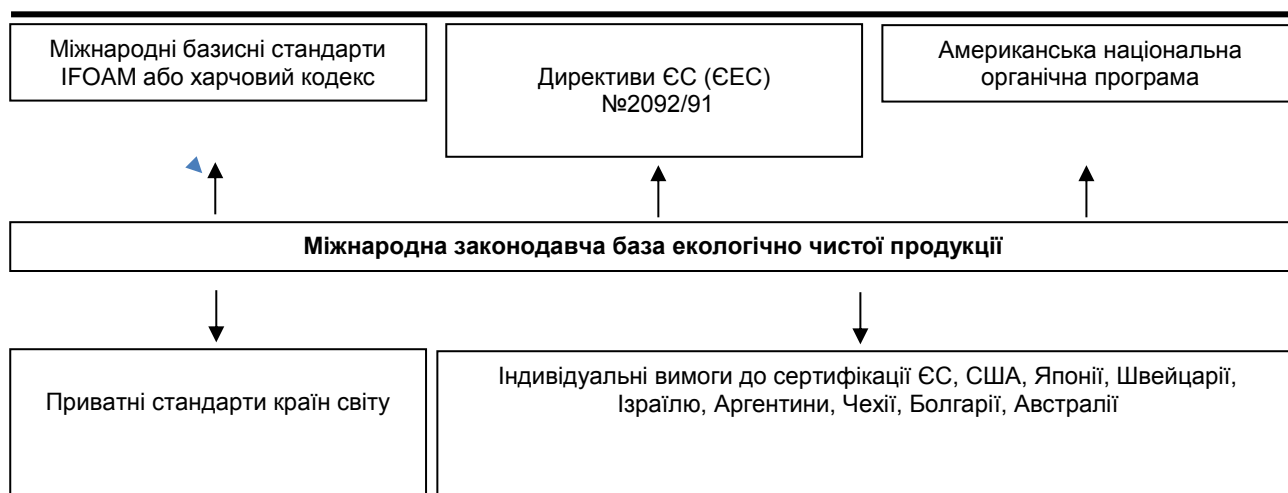 Міжнародні базисні стандарти
IFOAM або харчовий кодекс
Директиви ЄС (ЄЕС)
№2092/91
Американська національна
органічна програма
Міжнародна законодавча база екологічно чистої продукції
Приватні стандарти країн світу
Індивідуальні вимоги до сертифікації ЄС, США, Японії, Швейцарії,
Ізраїлю, Аргентини, Чехії, Болгарії, Австралії